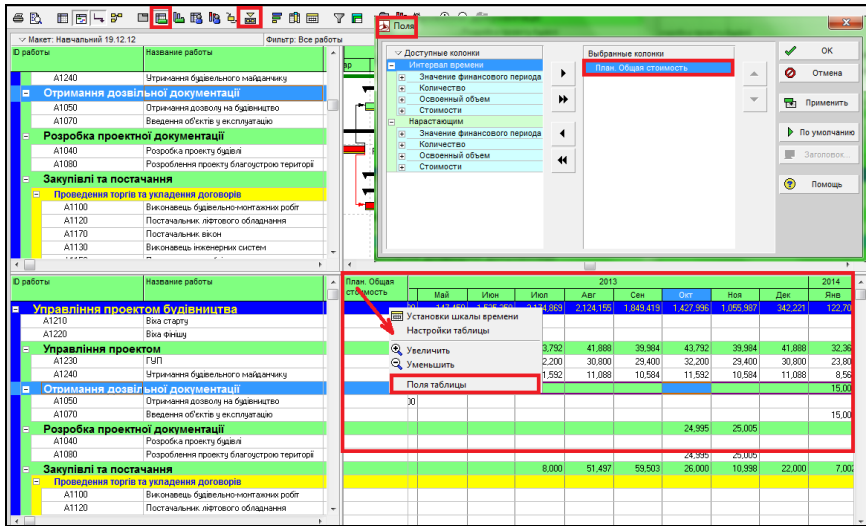 Поля
Макет: Навчальний 19.12.12
Фильтр: Все работы
ID работы
Название работы
A1240
Утримання будівельного майданчику
Отримання дозвільної документації
A1050
Отримання дозволу на будівництво
A1070
Введення об'єктів у експлуатацію
Розробка проектної документації
A1040
Розробка проекту будівлі
A1080
Розроблення проекту благоустрою території
Закупівлі та постачання
Проведення торгів та укладення договорів
A1100
Виконавець будівельно-монтажних робіт
A1120
Постачальник ліфтового обладнання
A1170
Постачальник вікон
A1130
Виконавець інженерних систем
Доступные колонки
Интервал времени
Значение финансового периода
Количество
Освоенный объем
Стоимости
Нарастающим
Значение финансового периода
Количество
Освоенный объем
Стоимости
Выбранные колонки
План. Общая стоимость
OK
Отмена
Применить
По умолчанию
Заголовок...
Помощь
ID работы
Название работы
План. Общая стоимость
2013
2014
Май
Июн
Июл
Авг
Сен
Окт
Ноя
Дек
Янв
Управління проектом будівництва
2,124,155
1,849,419
1,427,996
1,055,987
342,221
122,70
A1210
Віха старту
A1220
Віха фінішу
Управління проектом
3,792
41,888
39,984
43,792
39,984
41,888
32,36
A1230
ГУП
2,200
30,800
29,400
32,200
29,400
30,800
23,80
A1240
Утримання будівельного майданчику
1,592
11,088
10,584
11,592
10,584
11,088
8,56
Отримання дозвільної документації
15,00
A1050
Отримання дозволу на будівництво
A1070
Введення об'єктів у експлуатацію
15,00
Розробка проектної документації
24,995
25,005
A1040
Розробка проекту будівлі
A1080
Розроблення проекту благоустрою території
24,995
25,005
Закупівлі та постачання
8,000
51,497
59,503
26,000
10,998
22,000
7,002
Проведення торгів та укладення договорів
A1100
Виконавець будівельно-монтажних робіт
A1120
Постачальник ліфтового обладнання
Установки шкалы времени
Настройки таблицы
Увеличить
Уменьшить
Поля таблицы